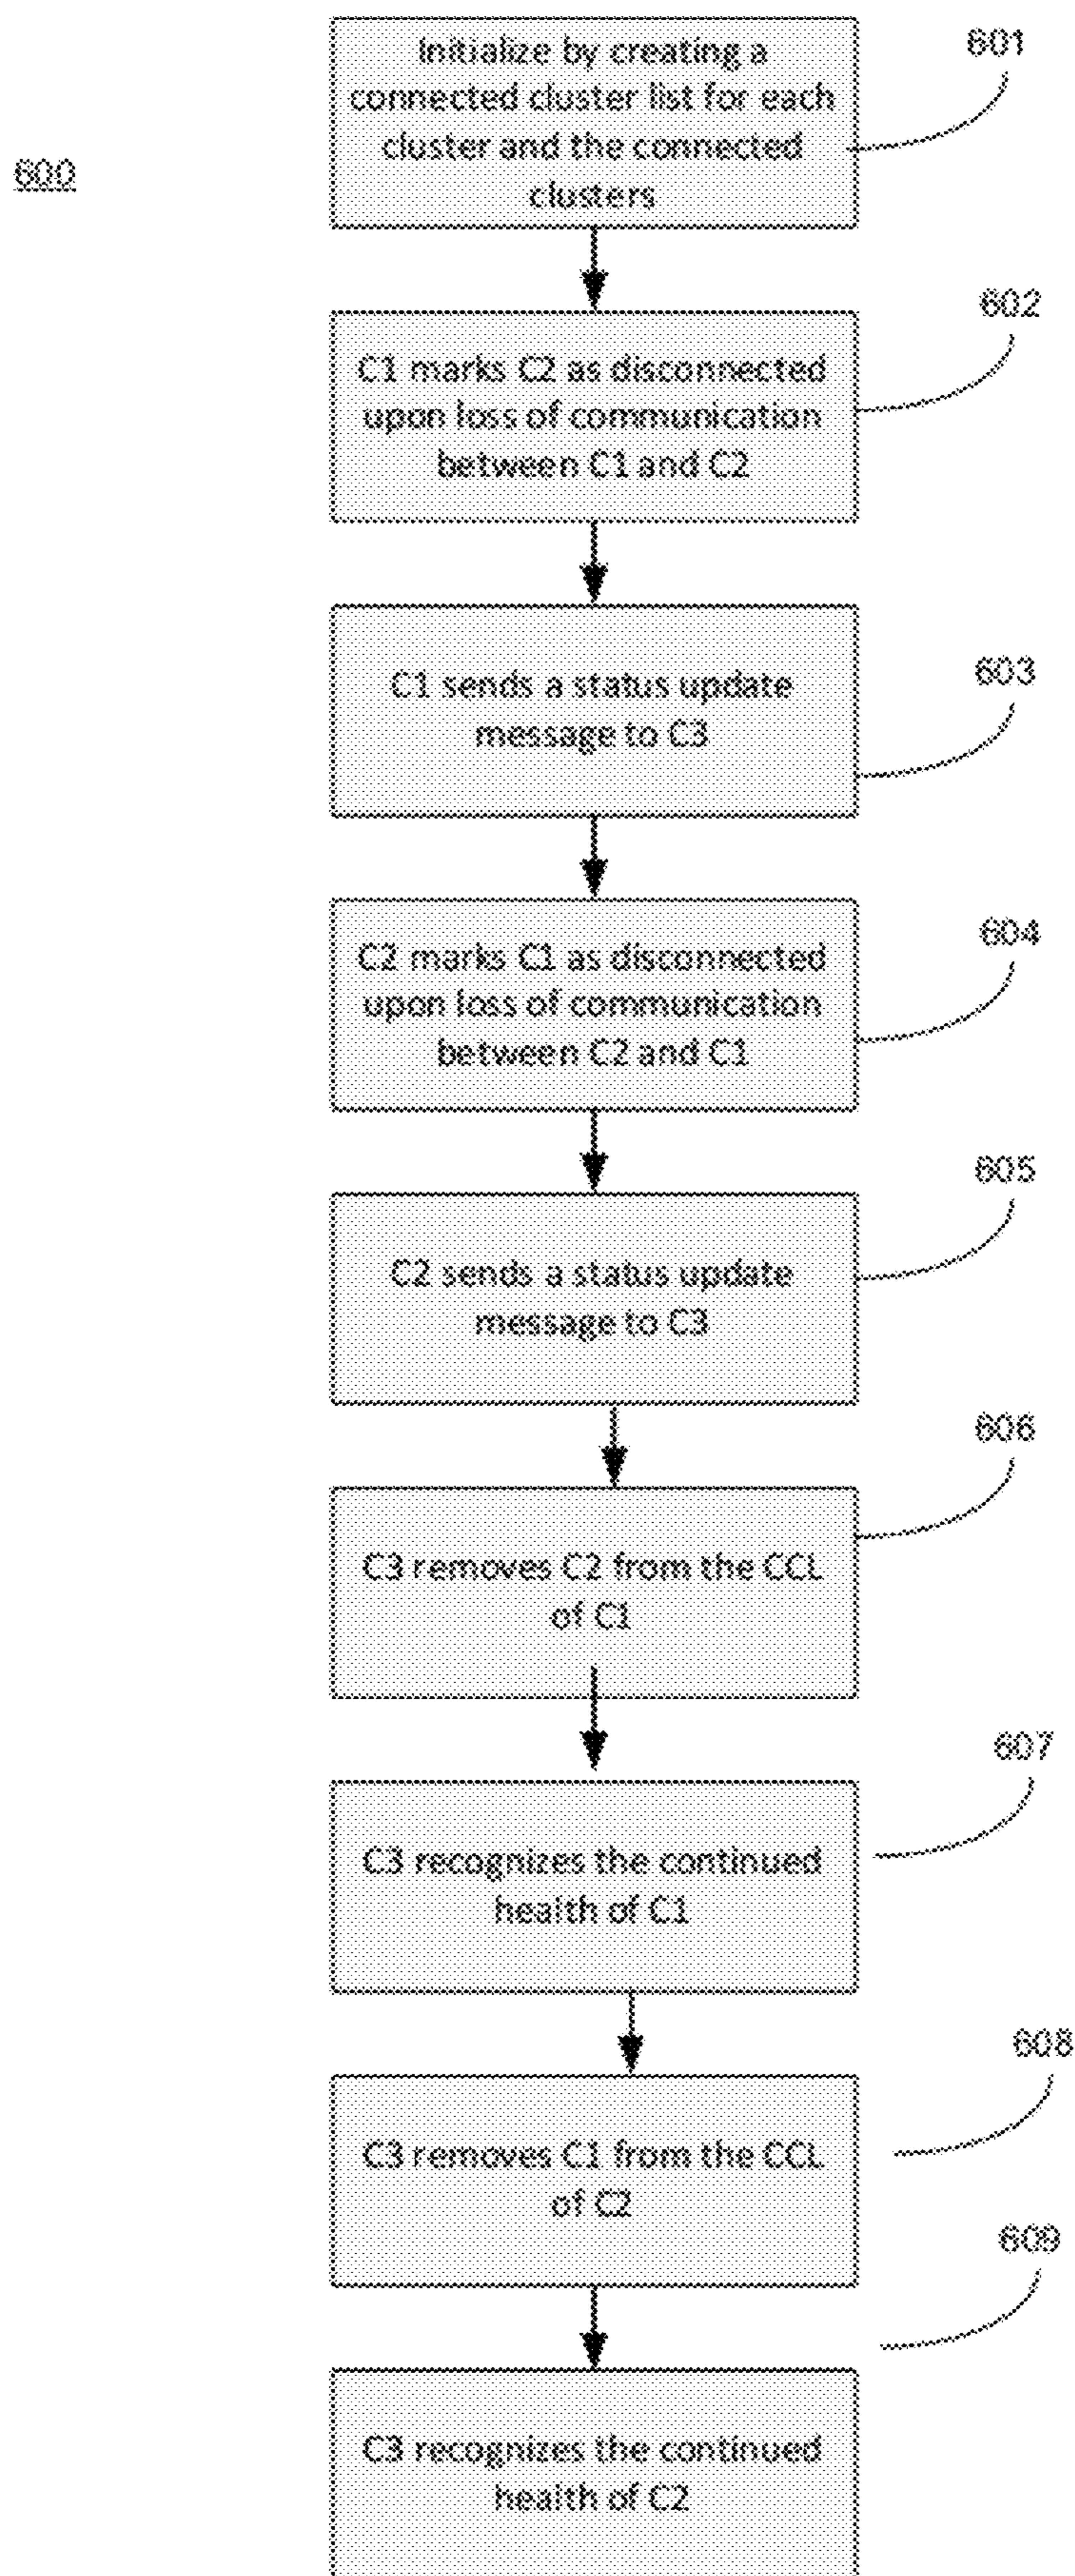 600
Initialize by creating a
connected cluster list for each
cluster and the connected
clusters
601
C1 marks C2 as disconnected
upon loss of communication
between C1 and C2
602
C1 sends a status update
message to C3
603
C2 marks C1 as disconnected
upon loss of communication
between C2 and C1
604
C2 sends a status update
message to C3
605
C3 removes C2 from the CCL
of C1
606
C3 recognizes the continued
health of C1
607
C3 removes C1 from the CCL
of C2
608
C3 recognizes the continued
health of C2
609